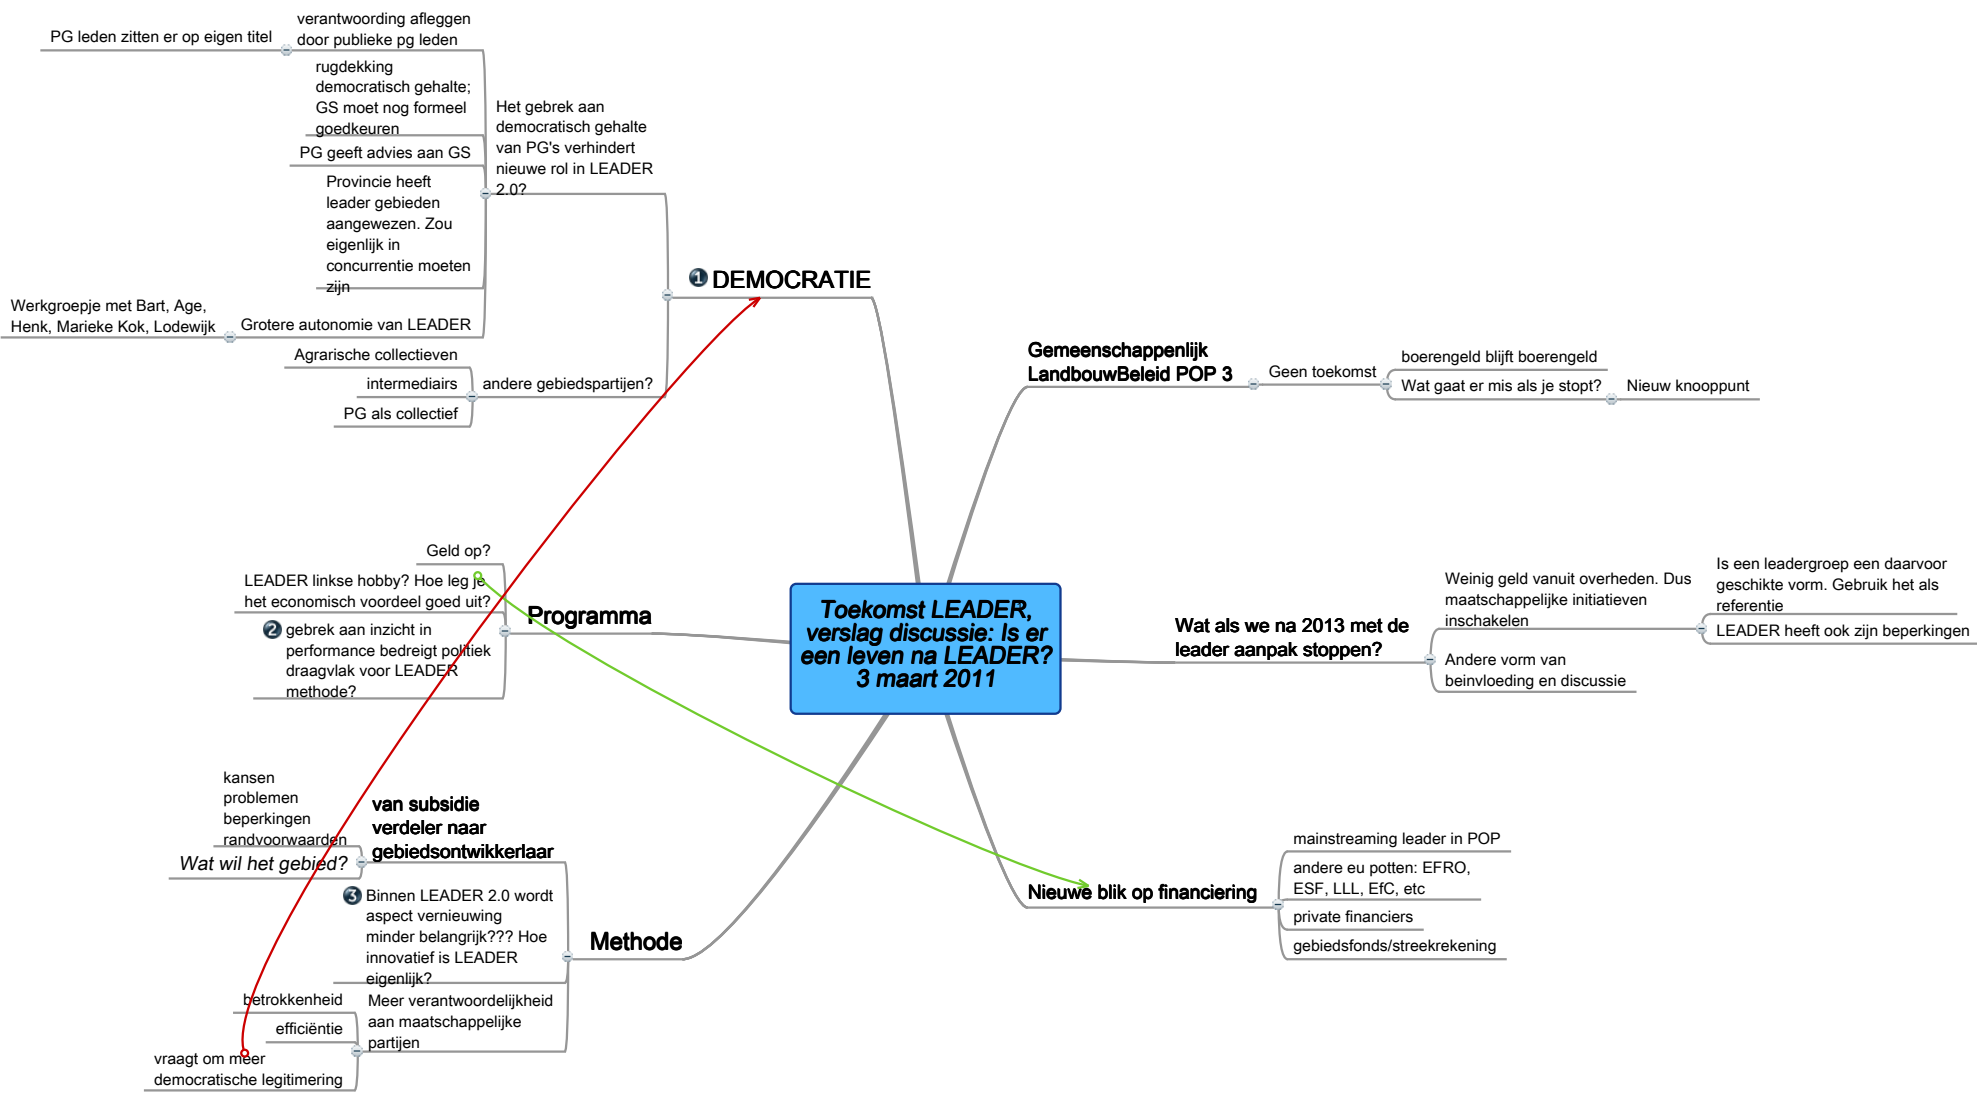 PG leden zitten er op eigen titel
verantwoording afleggen
door publieke pg leden
rugdekking
democratisch gehalte;
GS moet nog formeel
goedkeuren
PG geeft advies aan GS
Provincie heeft
leader gebieden
aangewezen. Zou
eigenlijk in
concurrentie moeten
zijn
Werkgroepje met Bart, Age,
Henk, Marieke Kok, Lodewijk
Grotere autonomie van LEADER
Het gebrek aan
democratisch gehalte
van PG's verhindert
nieuwe rol in LEADER
2.0?
Agrarische collectieven
intermediairs
PG als collectief
andere gebiedspartijen?
1 DEMOCRATIE
Geld op?
LEADER linkse hobby? Hoe leg je
het economisch voordeel goed uit?
2 gebrek aan inzicht in
performance bedreigt politiek
draagvlak voor LEADER
methode?
Programma
kansen
problemen
beperkingen
randvoorwaarden
Wat wil het gebied?
van subsidie
verdeler naar
gebiedsontwikkerlaar
3 Binnen LEADER 2.0 wordt
aspect vernieuwing
minder belangrijk??? Hoe
innovatief is LEADER
eigenlijk?
betrokkenheid
efficiëntie
vraagt om meer
democratische legitimering
Meer verantwoordelijkheid
aan maatschappelijke
partijen
Methode
Toekomst LEADER,
verslag discussie: Is er
een leven na LEADER?
3 maart 2011
Gemeenschappenlijk
LandbouwBeleid POP 3
Geen toekomst
boerengeld blijft boerengeld
Wat gaat er mis als je stopt?
Nieuw knooppunt
Wat als we na 2013 met de
leader aanpak stoppen?
Weinig geld vanuit overheden. Dus
maatschappelijke initiatieven
inschakelen
Is een leadergroep een daarvoor
geschikte vorm. Gebruik het als
referentie
LEADER heeft ook zijn beperkingen
Andere vorm van
beinvloeding en discussie
Nieuwe blik op financiering
mainstreaming leader in POP
andere eu potten: EFRO,
ESF, LLL, EfC, etc
private financiers
gebiedsfonds/streekrekening